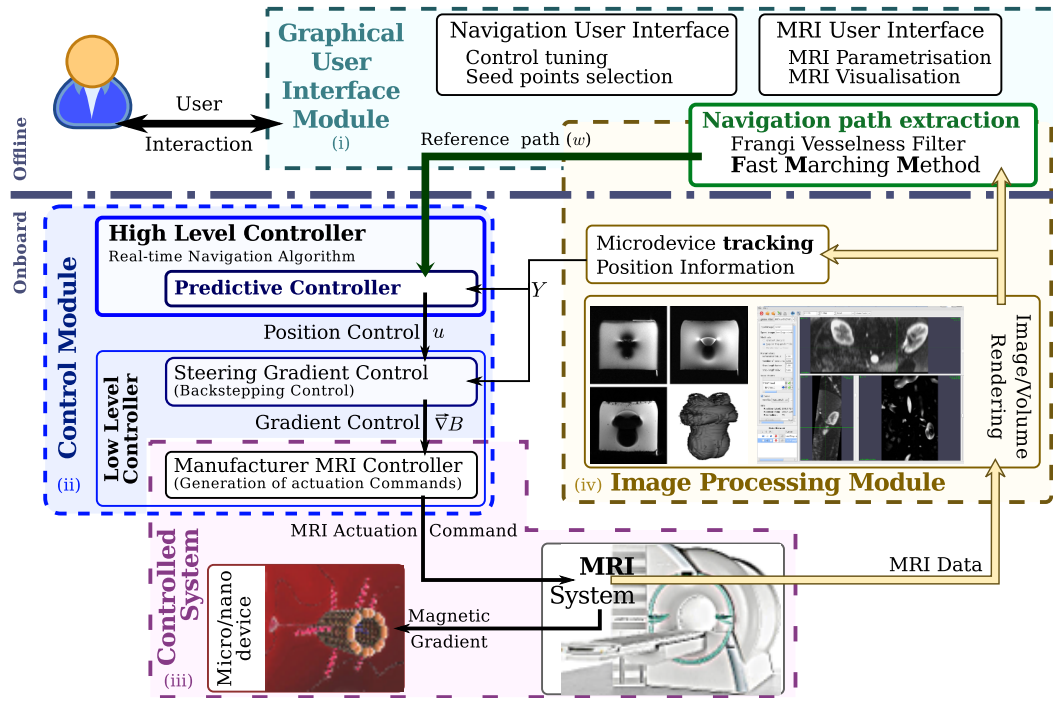 Graphical
User
Interface
Module
(i)
Navigation User Interface
Control tuning
Seed points selection
MRI User Interface
MRI Parametrisation
MRI Visualisation
User
Interaction
Offline
Onboard
Reference path (w)
Navigation path extraction
Frangi Vesselness Filter
Fast Marching Method
Control Module
(ii)
High Level Controller
Real-time Navigation Algorithm
Predictive Controller
Microdevice tracking
Position Information
Y
Position Control u
Low Level
Controller
Steering Gradient Control
(Backstepping Control)
Gradient Control ∇⃗B
Manufacturer MRI Controller
(Generation of actuation Commands)
Image/Volume
Rendering
(iv) Image Processing Module
MRI Actuation Command
Controlled
System
(iii)
Micro/nano
device
Magnetic
Gradient
MRI
System
MRI Data